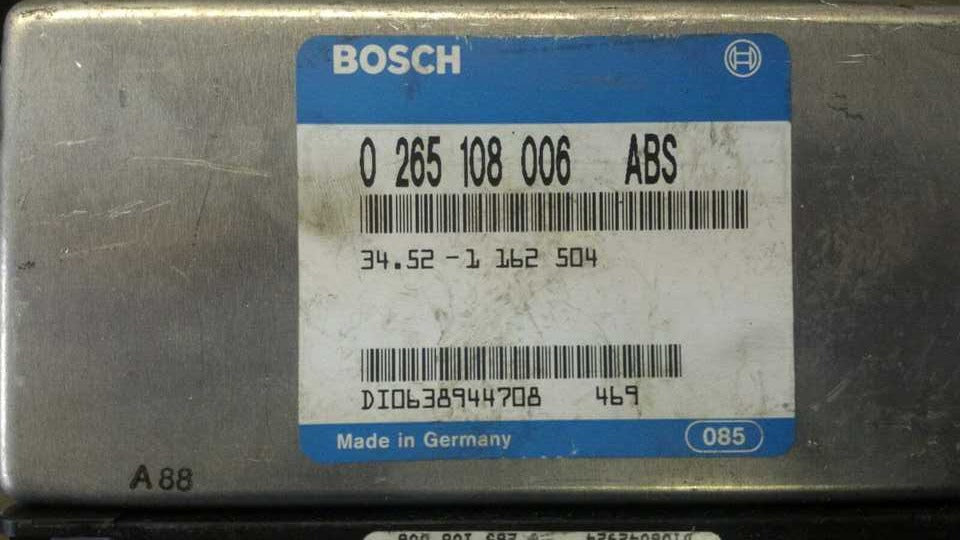 BOSCH
0 265 108 006 ABS
34.52-1 162 504
DI0638944708 469
Made in Germany 085
A88